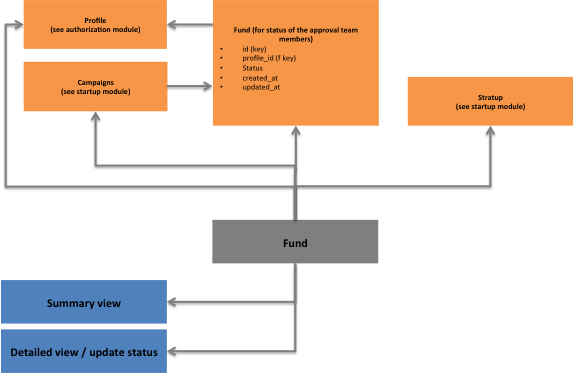 Profile
(see authorization module)
Fund (for status of the approval team
members)
• id (key)
• profile_id (f key)
• Status
• created_at
• updated_at
Campaigns
(see startup module)
Stratup
(see startup module)
Fund
Summary view
Detailed view / update status